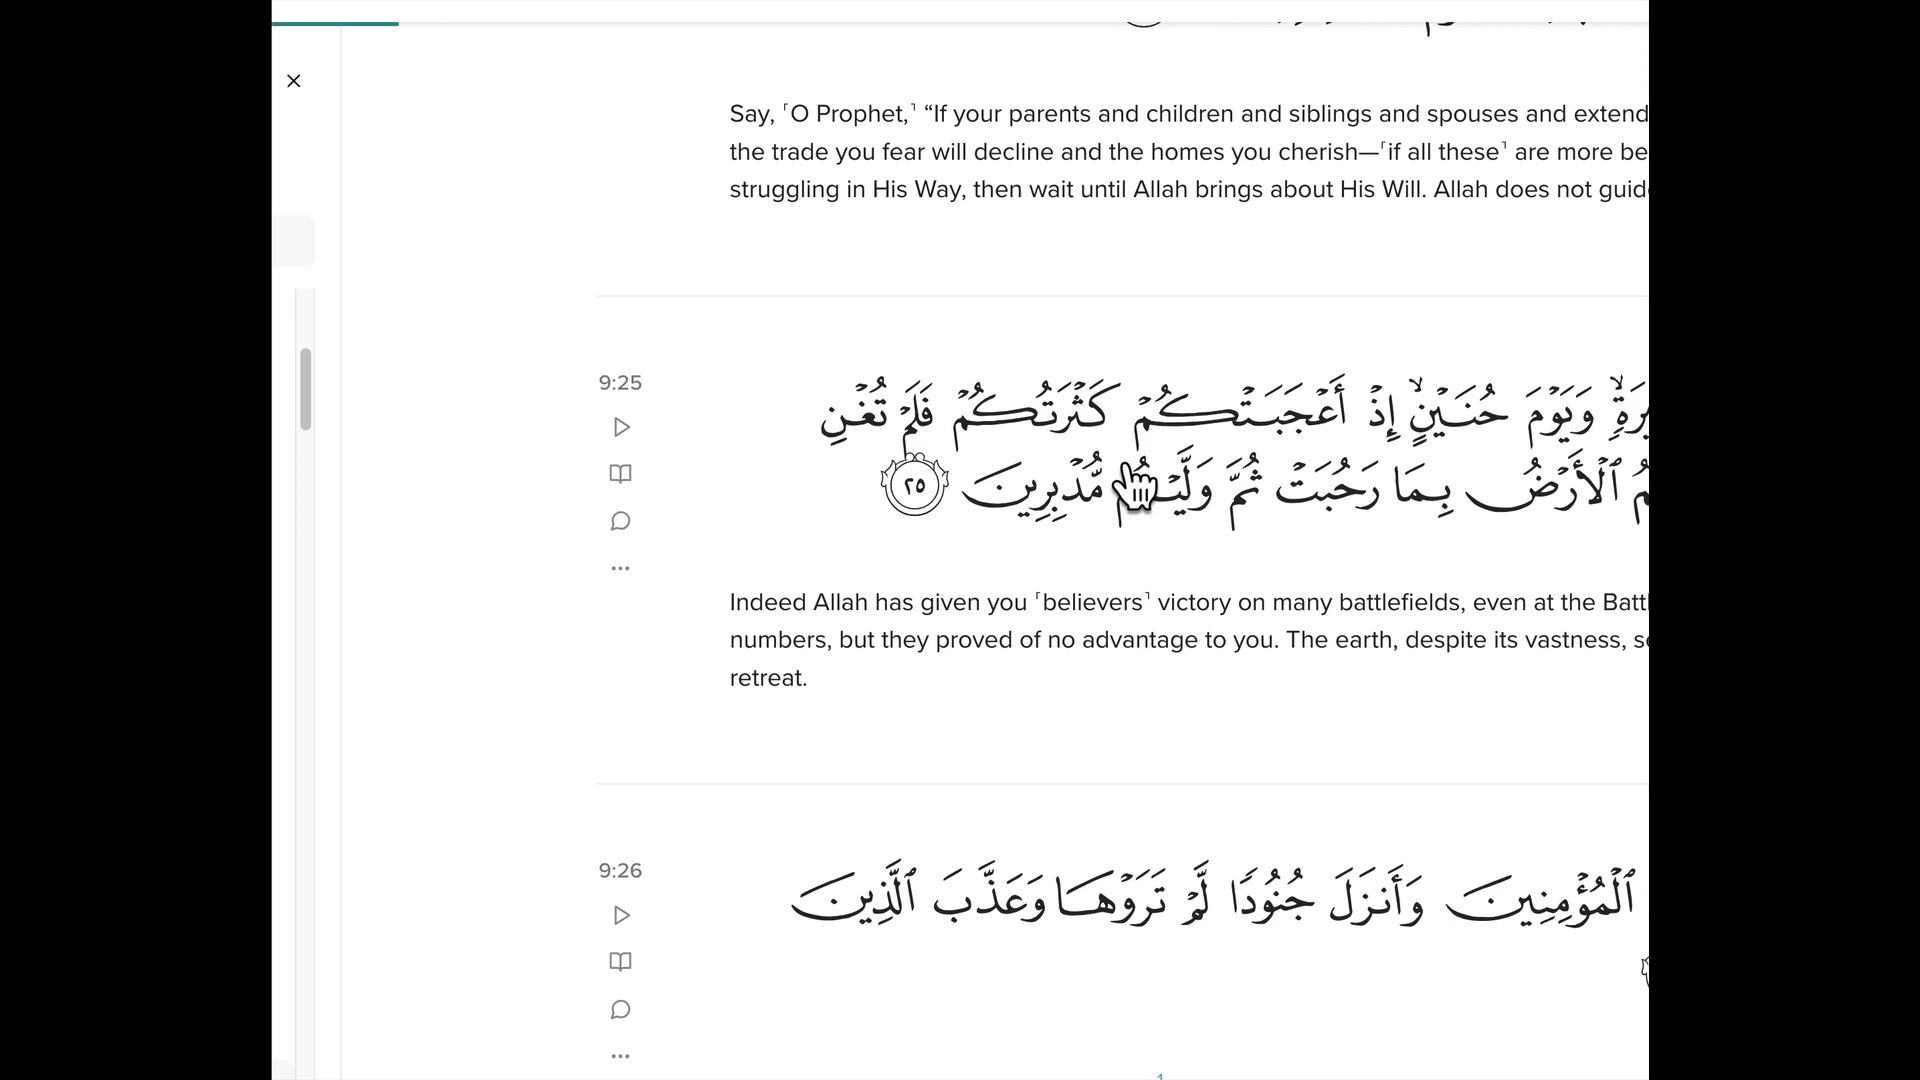 Say, ⸢O Prophet,⸣ “If your parents and children and siblings and spouses and extend
the trade you fear will decline and the homes you cherish—⸢if all these⸣ are more be
struggling in His Way, then wait until Allah brings about His Will. Allah does not guid
9:25
وَيَوْمَ حُنَيْنٍ إِذْ أَعْجَبَتْكُمْ كَثْرَتُكُمْ فَلَمْ تُغْنِ
ٱلْأَرْضُ بِمَا رَحُبَتْ ثُمَّ وَلَّيْتُم مُّدْبِرِينَ ٢٥
Indeed Allah has given you ⸢believers⸣ victory on many battlefields, even at the Battl
numbers, but they proved of no advantage to you. The earth, despite its vastness, se
retreat.
9:26
ٱلْمُؤْمِنِينَ وَأَنزَلَ جُنُودًا لَّمْ تَرَوْهَا وَعَذَّبَ ٱلَّذِينَ
1